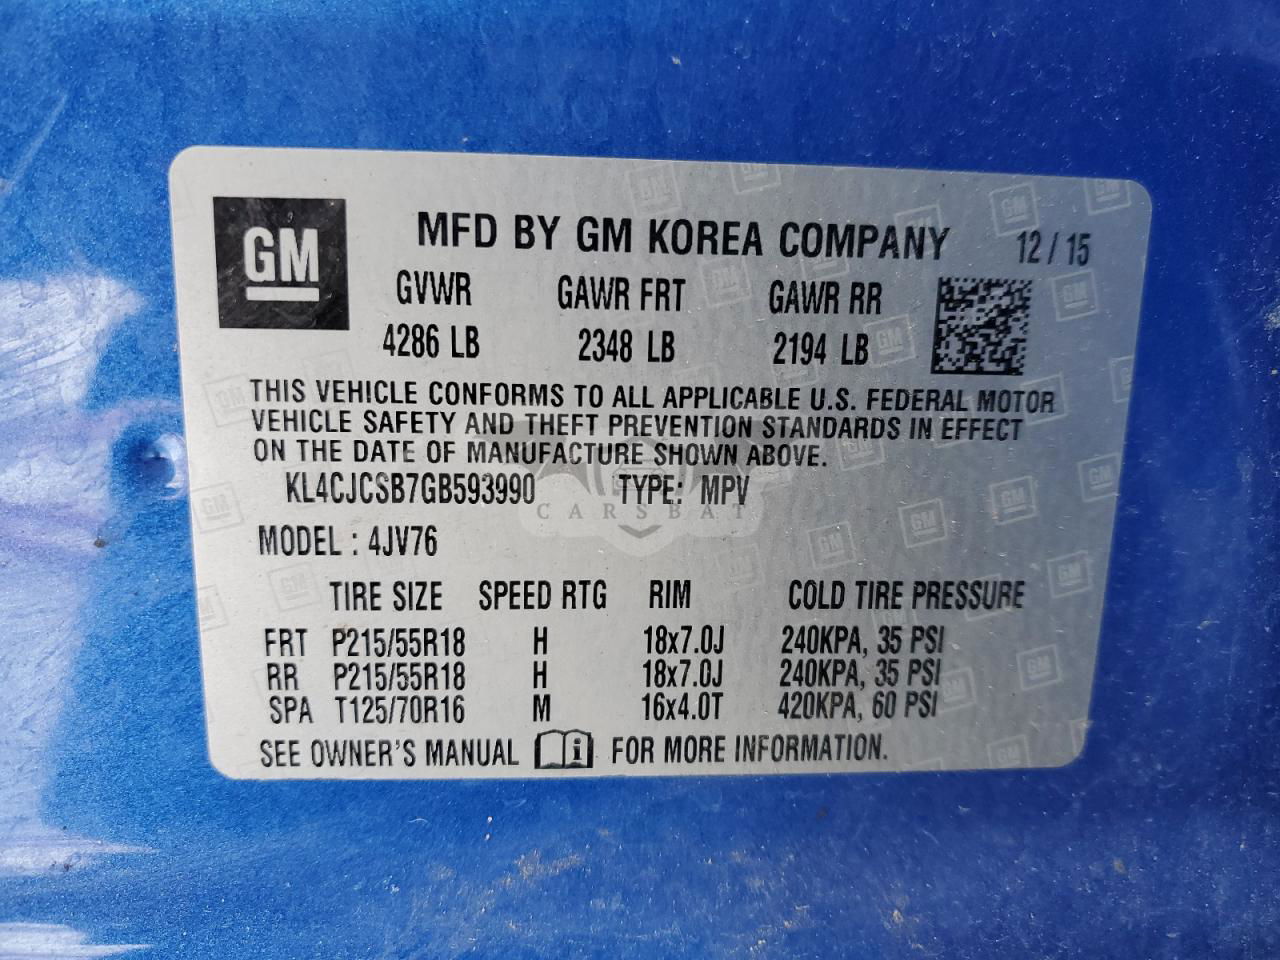 GM MFD BY GM KOREA COMPANY 12 / 15
GVWR GAWR FRT GAWR RR
4286 LB 2348 LB 2194 LB
THIS VEHICLE CONFORMS TO ALL APPLICABLE U.S. FEDERAL MOTOR
VEHICLE SAFETY AND THEFT PREVENTION STANDARDS IN EFFECT
ON THE DATE OF MANUFACTURE SHOWN ABOVE.
KL4CJCSB7GB593990 TYPE: MPV
CARSBAT
MODEL : 4JV76
TIRE SIZE SPEED RTG RIM COLD TIRE PRESSURE
FRT P215/55R18 H 18x7.0J 240KPA, 35 PSI
RR P215/55R18 H 18x7.0J 240KPA, 35 PSI
SPA T125/70R16 M 16x4.0T 420KPA, 60 PSI
SEE OWNER'S MANUAL i FOR MORE INFORMATION.